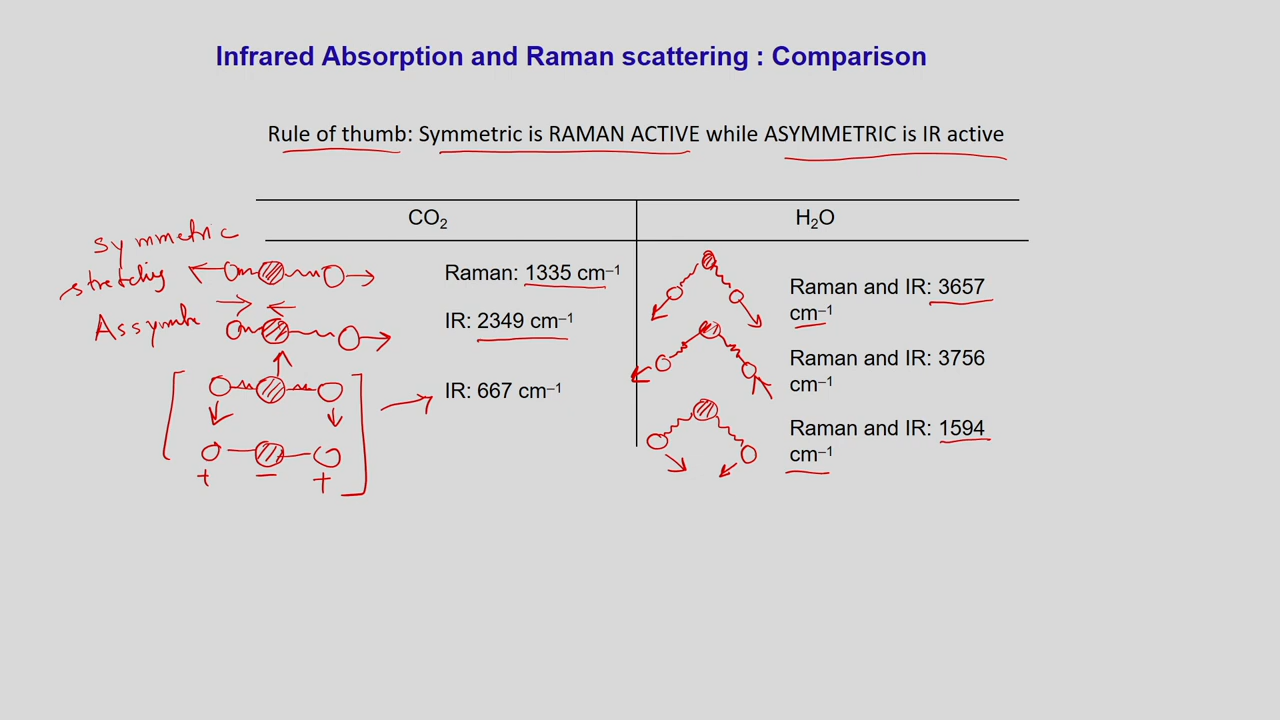 Infrared Absorption and Raman scattering : Comparison
Rule of thumb: Symmetric is RAMAN ACTIVE while ASYMMETRIC is IR active
CO₂
H₂O
Symmetric
stretching
Raman: 1335 cm⁻¹
Assymme
IR: 2349 cm⁻¹
IR: 667 cm⁻¹
+ − +
Raman and IR: 3657
cm⁻¹
Raman and IR: 3756
cm⁻¹
Raman and IR: 1594
cm⁻¹